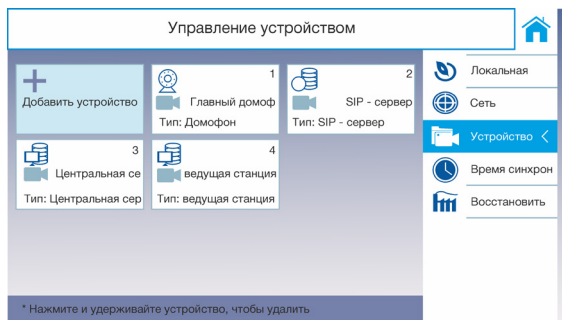 Управление устройством
Добавить устройство
1
Главный домоф
Тип: Домофон
2
SIP - сервер
Тип: SIP - сервер
3
Центральная се
Тип: Центральная сер
4
ведущая станция
Тип: ведущая станция
* Нажмите и удерживайте устройство, чтобы удалить
Локальная
Сеть
Устройство <
Время синхрон
Восстановить